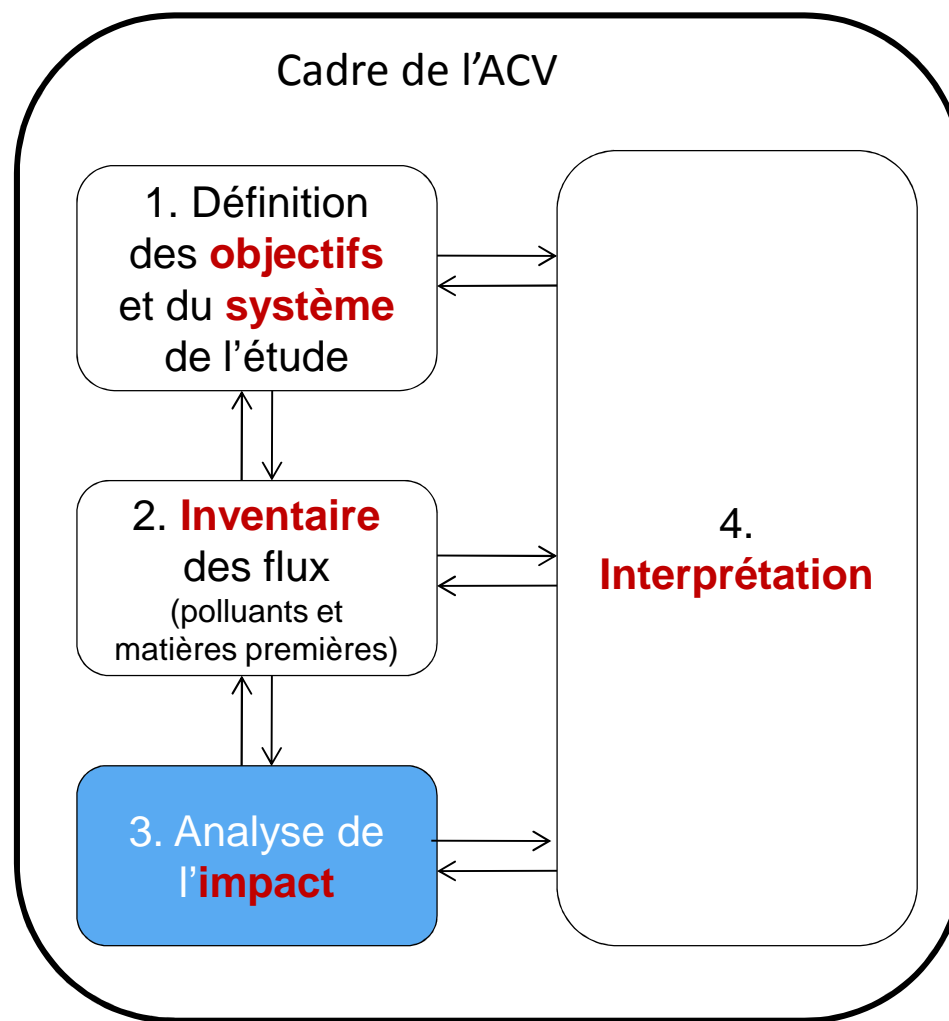 Cadre de l’ACV
1. Définition
des objectifs
et du système
de l’étude
2. Inventaire
des flux
(polluants et
matières premières)
3. Analyse de
l’impact
4.
Interprétation